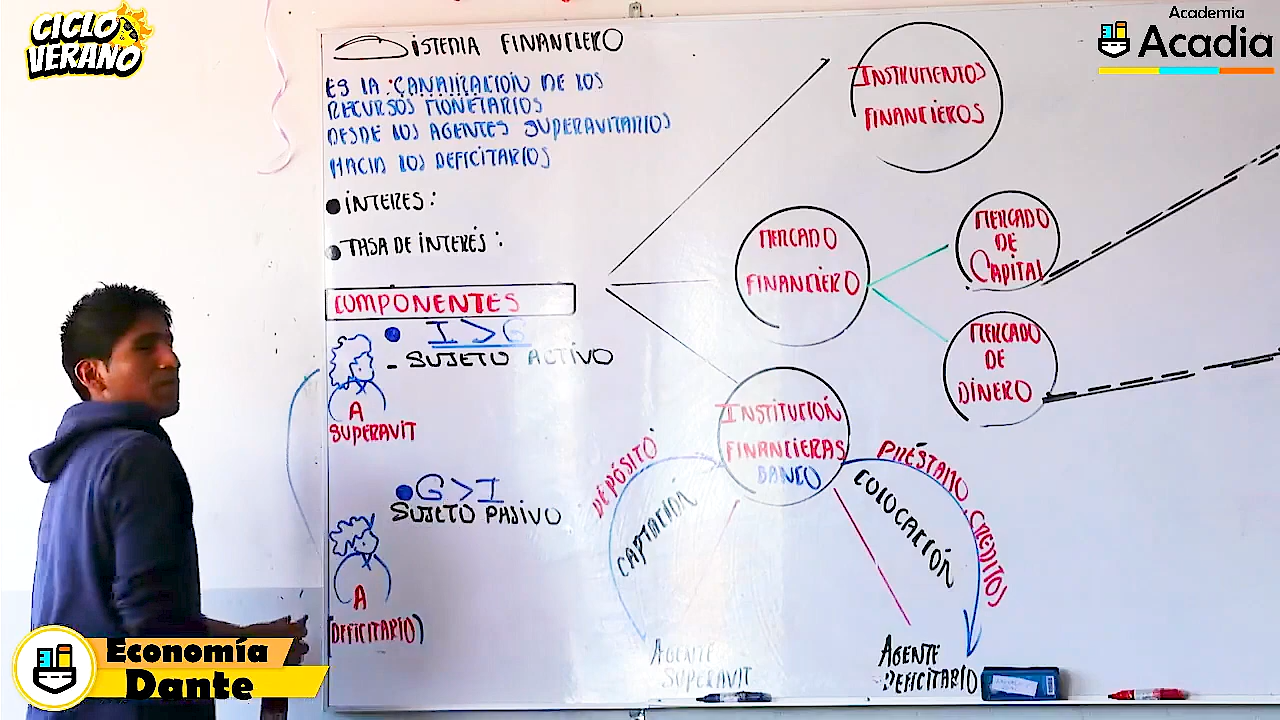 CICLO
VERANO
Academia
Acadia
SISTEMA FINANCIERO
ES LA :CANALIZACIÓN DE LOS
RECURSOS MONETARIOS
DESDE LOS AGENTES SUPERAVITARIOS
HACIA LOS DEFICITARIOS
INTERES:
TASA DE INTERÉS :
COMPONENTES
I > G
- SUJETO ACTIVO
A
SUPERAVIT
G > I
SUJETO PASIVO
A
(DEFICITARIO)
INSTRUMENTOS
FINANCIEROS
MERCADO
FINANCIERO
MERCADO
DE
CAPITAL
MERCADO
DE
DINERO
INSTITUCIÓN
FINANCIERAS
BANCO
DEPÓSITO
CAPTACIÓN
PRÉSTAMO, CREDITOS
COLOCACIÓN
AGENTE
SUPERAVIT
AGENTE
DEFICITARIO
Economía
Dante